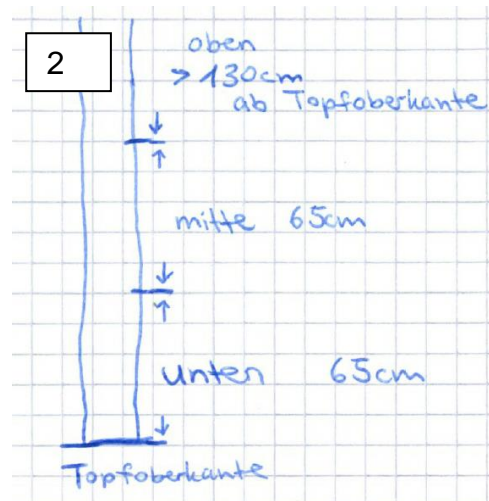 2
oben
> 130cm
ab Topfoberkante
mitte 65cm
unten 65cm
Topfoberkante